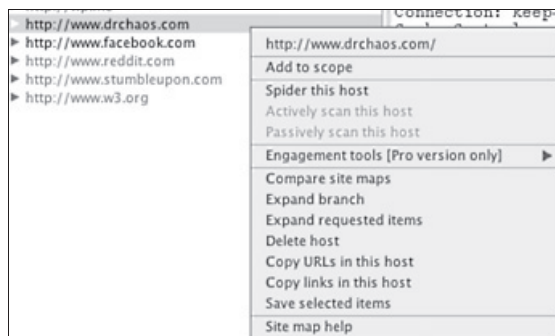 Connection: keep-
http://www.drchaos.com
http://www.facebook.com
http://www.reddit.com
http://www.stumbleupon.com
http://www.w3.org
http://www.drchaos.com/
Add to scope
Spider this host
Actively scan this host
Passively scan this host
Engagement tools [Pro version only]
Compare site maps
Expand branch
Expand requested items
Delete host
Copy URLs in this host
Copy links in this host
Save selected items
Site map help